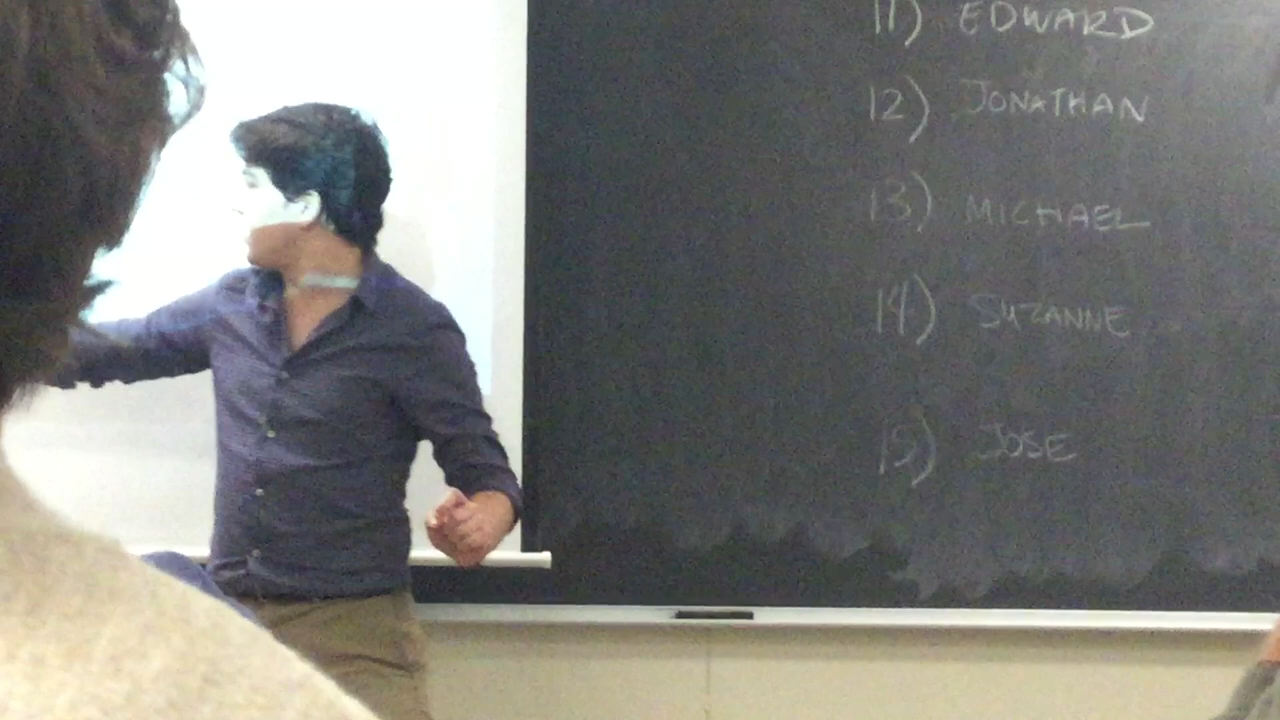 11) EDWARD
12) JONATHAN
13) MICHAEL
14) SUZANNE
15) JOSE